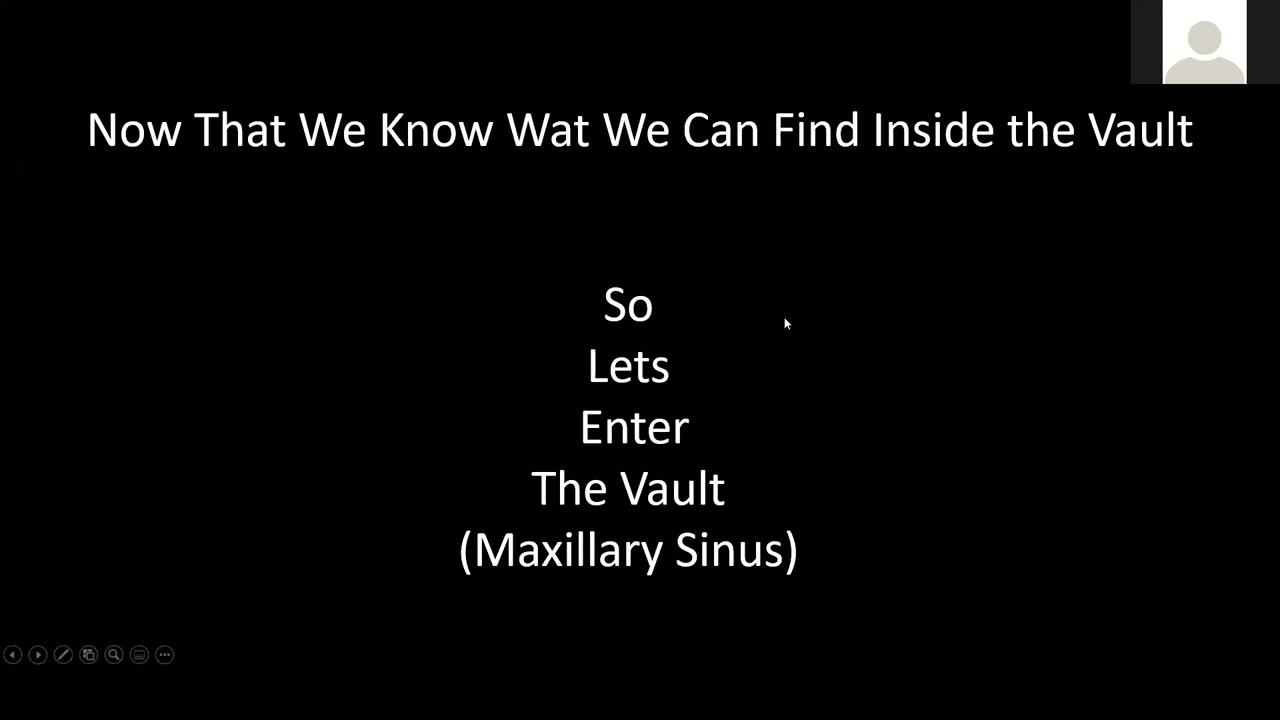 Now That We Know Wat We Can Find Inside the Vault
So
Lets
Enter
The Vault
(Maxillary Sinus)